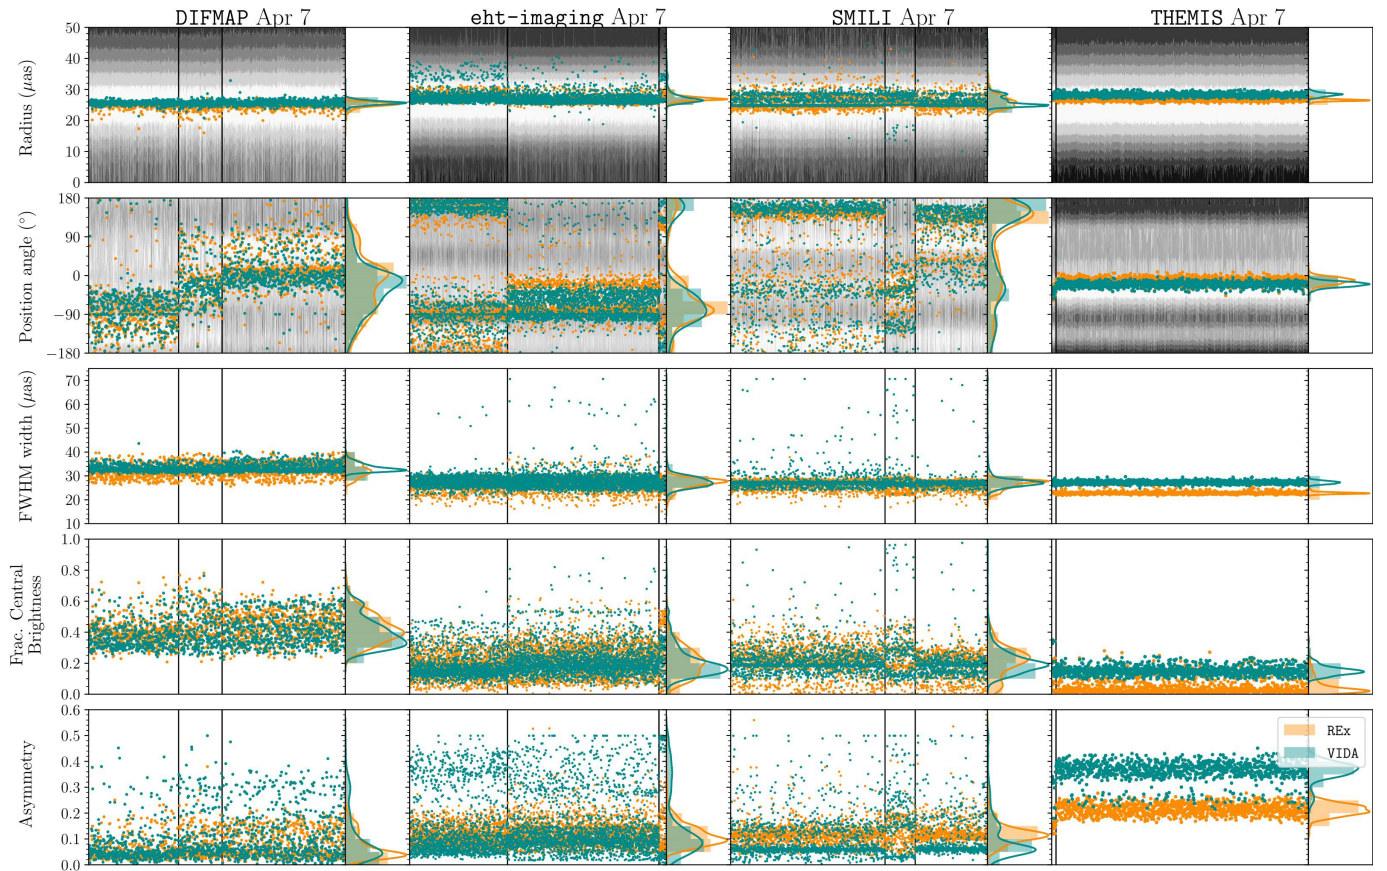 DIFMAP Apr 7
eht-imaging Apr 7
SMILI Apr 7
THEMIS Apr 7
Radius (μas)
50
40
30
20
10
0
Position angle (°)
180
90
0
−90
−180
FWHM width (μas)
70
60
50
40
30
20
10
Frac. Central
Brightness
1.0
0.8
0.6
0.4
0.2
0.0
Asymmetry
0.6
0.5
0.4
0.3
0.2
0.1
0.0
REx
VIDA